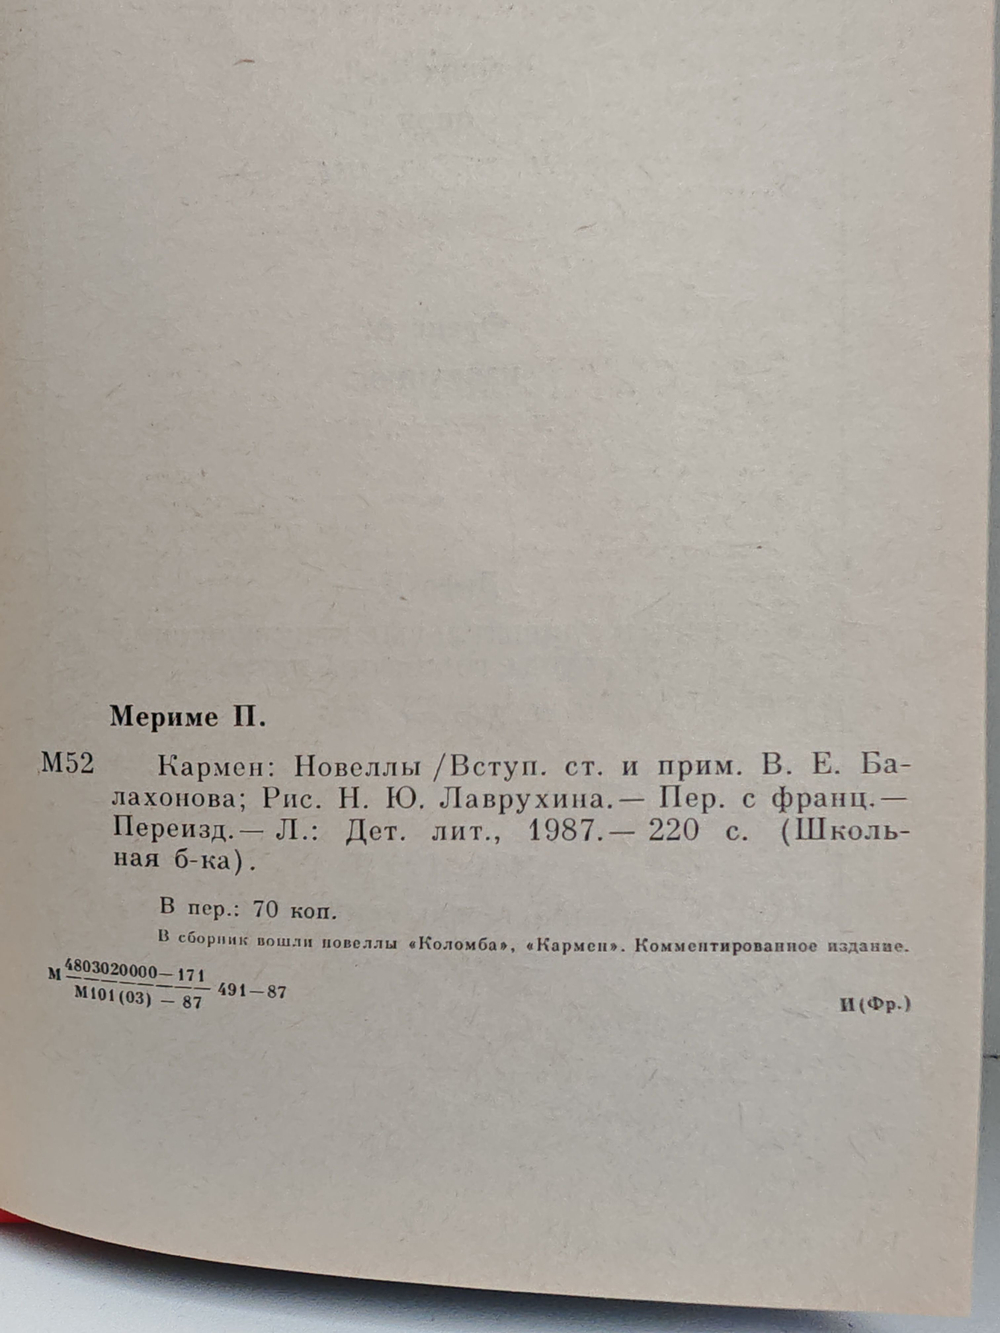 Мериме П.
М52 Кармен: Новеллы /Вступ. ст. и прим. В. Е. Ба-
лахонова; Рис. Н. Ю. Лаврухина.— Пер. с франц.—
Переизд.— Л.: Дет. лит., 1987.— 220 с. (Школь-
ная б-ка).
В пер.: 70 коп.
В сборник вошли новеллы «Коломба», «Кармен». Комментированное издание.
М 4803020000—171
М101(03) — 87 491—87
И(Фр.)